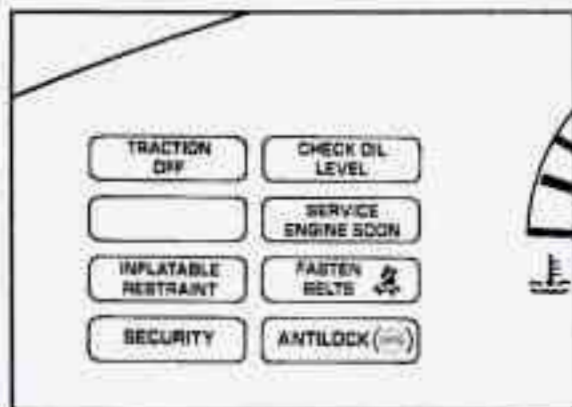 TRACTION
OFF
CHECK OIL
LEVEL
SERVICE
ENGINE SOON
INFLATABLE
RESTRAINT
FASTEN
BELTS
SECURITY
ANTILOCK